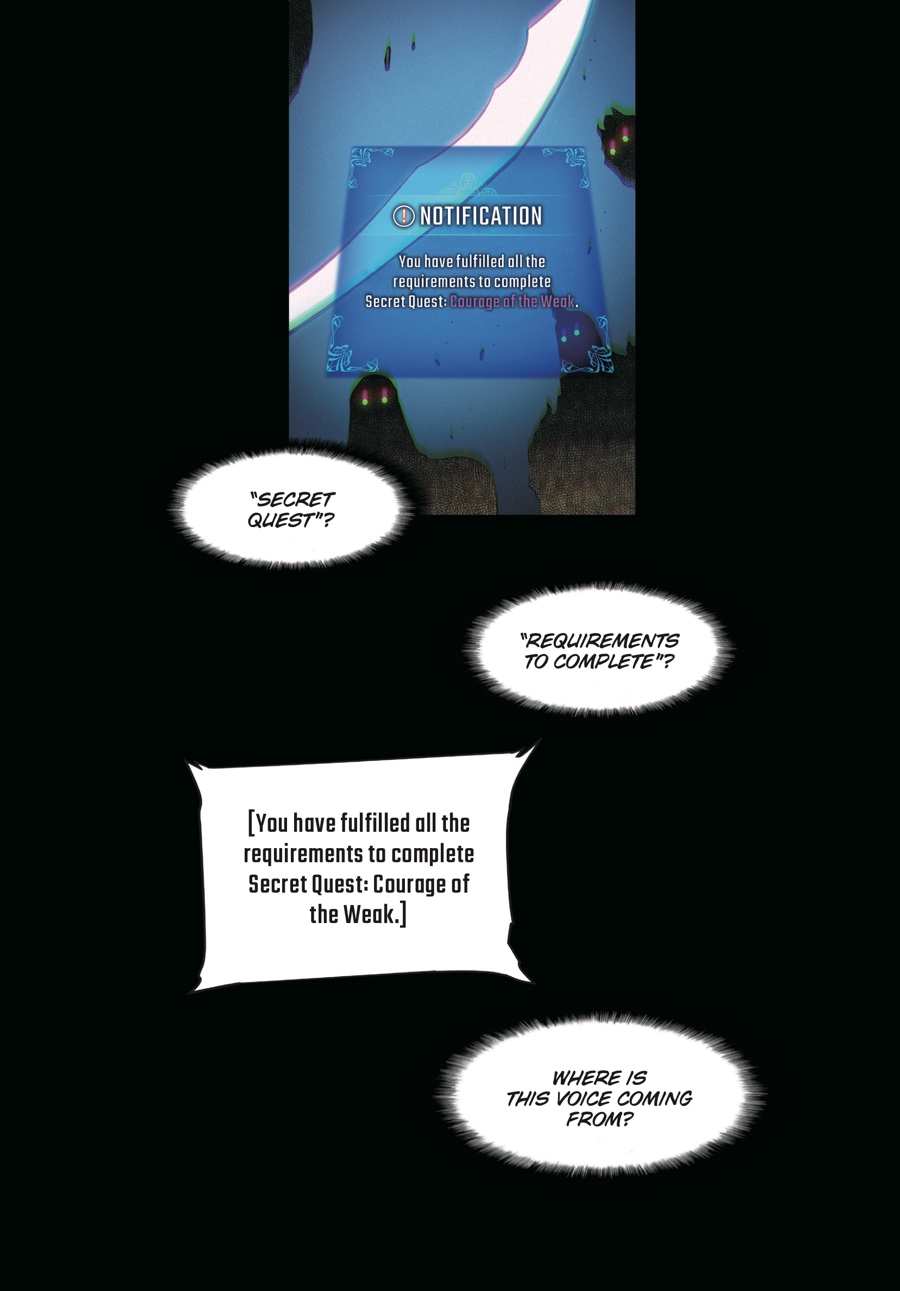 ! NOTIFICATION
You have fulfilled all the
requirements to complete
Secret Quest: Courage of the Weak.
"SECRET
QUEST"?
"REQUIREMENTS
TO COMPLETE"?
[You have fulfilled all the
requirements to complete
Secret Quest: Courage of
the Weak.]
WHERE IS
THIS VOICE COMING
FROM?